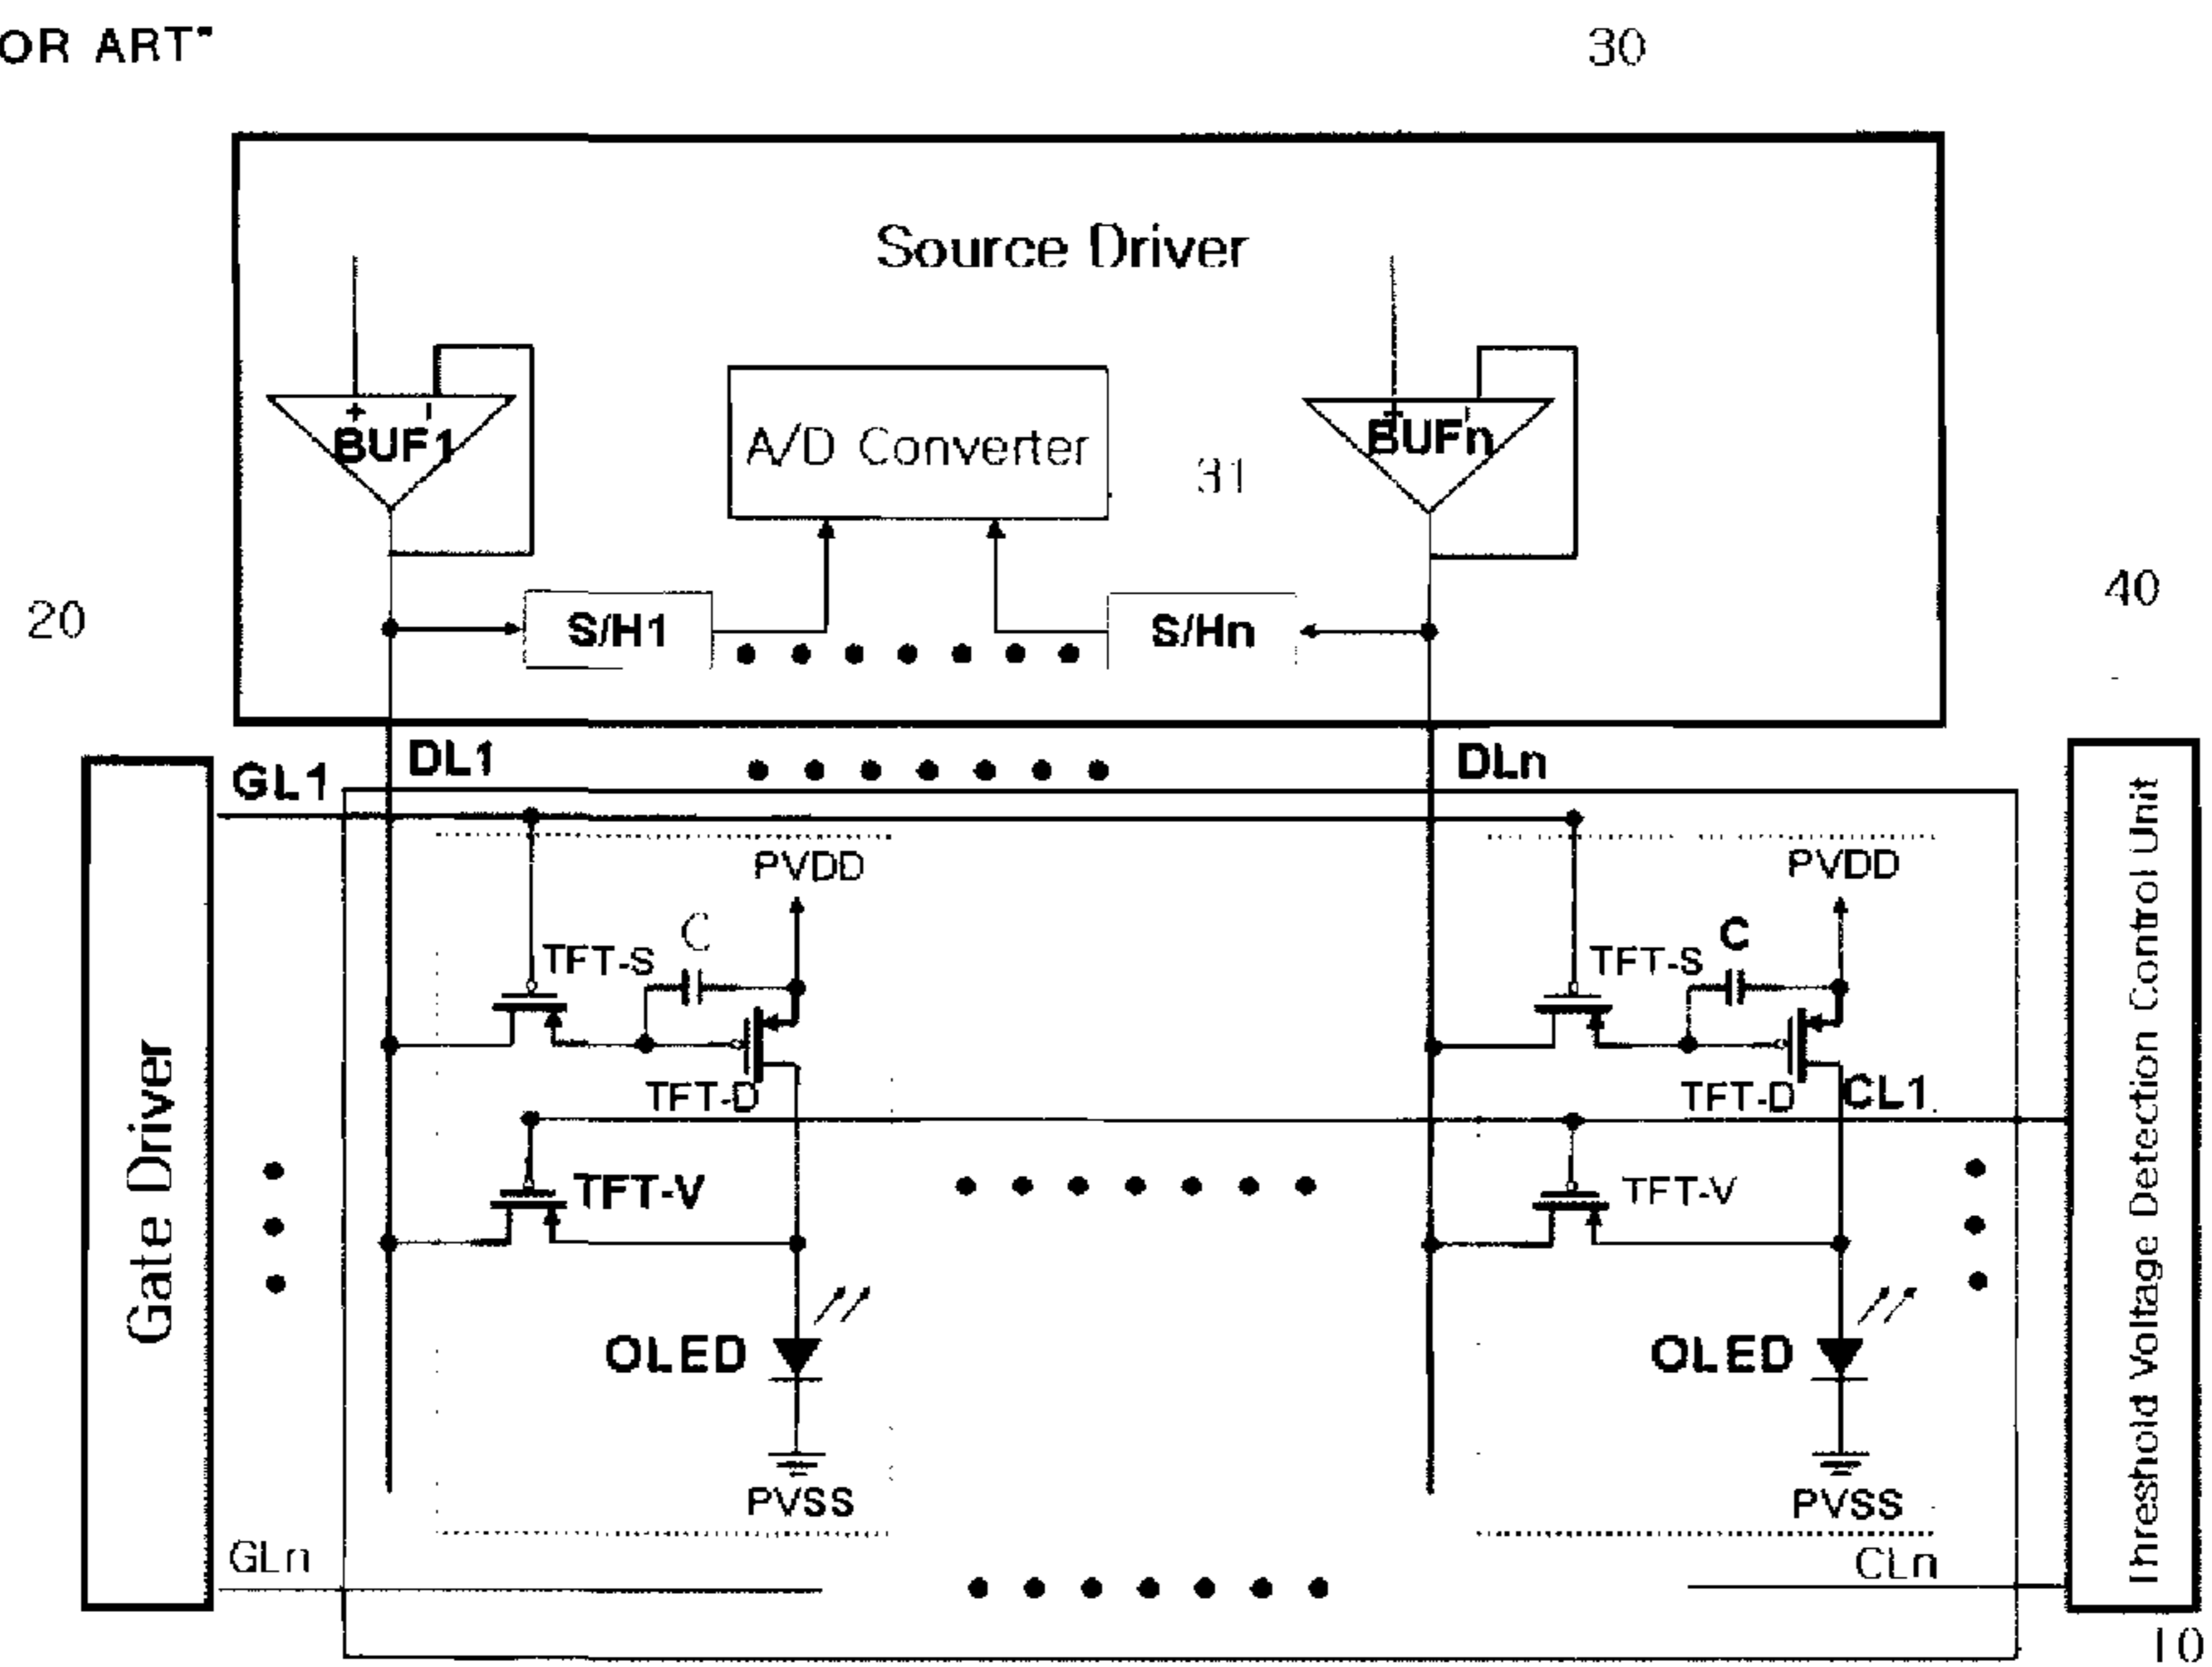 OR ART"
30
Source Driver
+ -
BUF1
A/D Converter
31
+ -
BUFn
20
S/H1
S/Hn
40
GL1
DL1
DLn
PVDD
PVDD
TFT-S
C
TFT-S
C
TFT-D
TFT-D
CL1
TFT-V
TFT-V
Gate Driver
Threshold Voltage Detection Control Unit
OLED
OLED
PVSS
PVSS
GLn
CLn
10